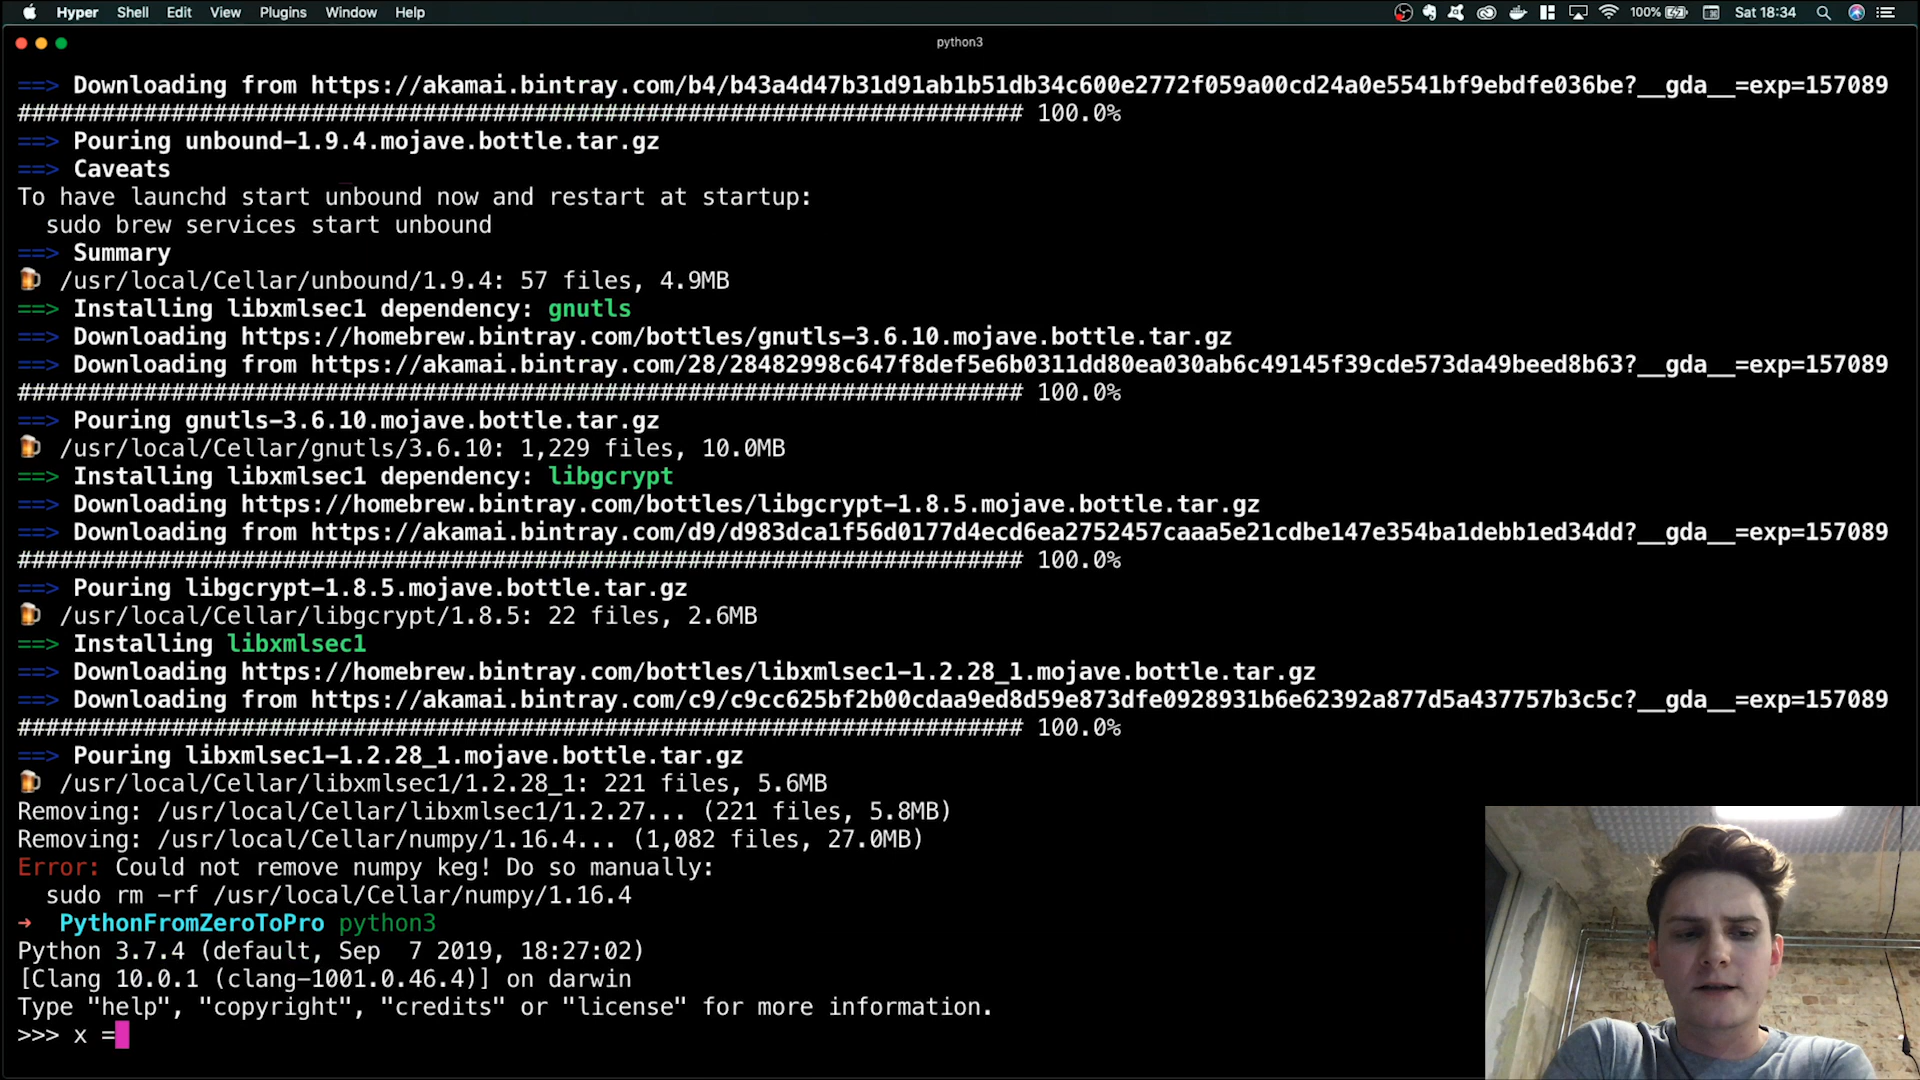 Hyper Shell Edit View Plugins Window Help 100% Sat 18:34
python3
==> Downloading from https://akamai.bintray.com/b4/b43a4d47b31d91ab1b51db34c600e2772f059a00cd24a0e5541bf9ebdfe036be?__gda__=exp=157089
######################################################################## 100.0%
==> Pouring unbound-1.9.4.mojave.bottle.tar.gz
==> Caveats
To have launchd start unbound now and restart at startup:
  sudo brew services start unbound
==> Summary
🍺  /usr/local/Cellar/unbound/1.9.4: 57 files, 4.9MB
==> Installing libxmlsec1 dependency: gnutls
==> Downloading https://homebrew.bintray.com/bottles/gnutls-3.6.10.mojave.bottle.tar.gz
==> Downloading from https://akamai.bintray.com/28/28482998c647f8def5e6b0311dd80ea030ab6c49145f39cde573da49beed8b63?__gda__=exp=157089
######################################################################## 100.0%
==> Pouring gnutls-3.6.10.mojave.bottle.tar.gz
🍺  /usr/local/Cellar/gnutls/3.6.10: 1,229 files, 10.0MB
==> Installing libxmlsec1 dependency: libgcrypt
==> Downloading https://homebrew.bintray.com/bottles/libgcrypt-1.8.5.mojave.bottle.tar.gz
==> Downloading from https://akamai.bintray.com/d9/d983dca1f56d0177d4ecd6ea2752457caaa5e21cdbe147e354ba1debb1ed34dd?__gda__=exp=157089
######################################################################## 100.0%
==> Pouring libgcrypt-1.8.5.mojave.bottle.tar.gz
🍺  /usr/local/Cellar/libgcrypt/1.8.5: 22 files, 2.6MB
==> Installing libxmlsec1
==> Downloading https://homebrew.bintray.com/bottles/libxmlsec1-1.2.28_1.mojave.bottle.tar.gz
==> Downloading from https://akamai.bintray.com/c9/c9cc625bf2b00cdaa9ed8d59e873dfe0928931b6e62392a877d5a437757b3c5c?__gda__=exp=157089
######################################################################## 100.0%
==> Pouring libxmlsec1-1.2.28_1.mojave.bottle.tar.gz
🍺  /usr/local/Cellar/libxmlsec1/1.2.28_1: 221 files, 5.6MB
Removing: /usr/local/Cellar/libxmlsec1/1.2.27... (221 files, 5.8MB)
Removing: /usr/local/Cellar/numpy/1.16.4... (1,082 files, 27.0MB)
Error: Could not remove numpy keg! Do so manually:
  sudo rm -rf /usr/local/Cellar/numpy/1.16.4
➜  PythonFromZeroToPro python3
Python 3.7.4 (default, Sep  7 2019, 18:27:02)
[Clang 10.0.1 (clang-1001.0.46.4)] on darwin
Type "help", "copyright", "credits" or "license" for more information.
>>> x =